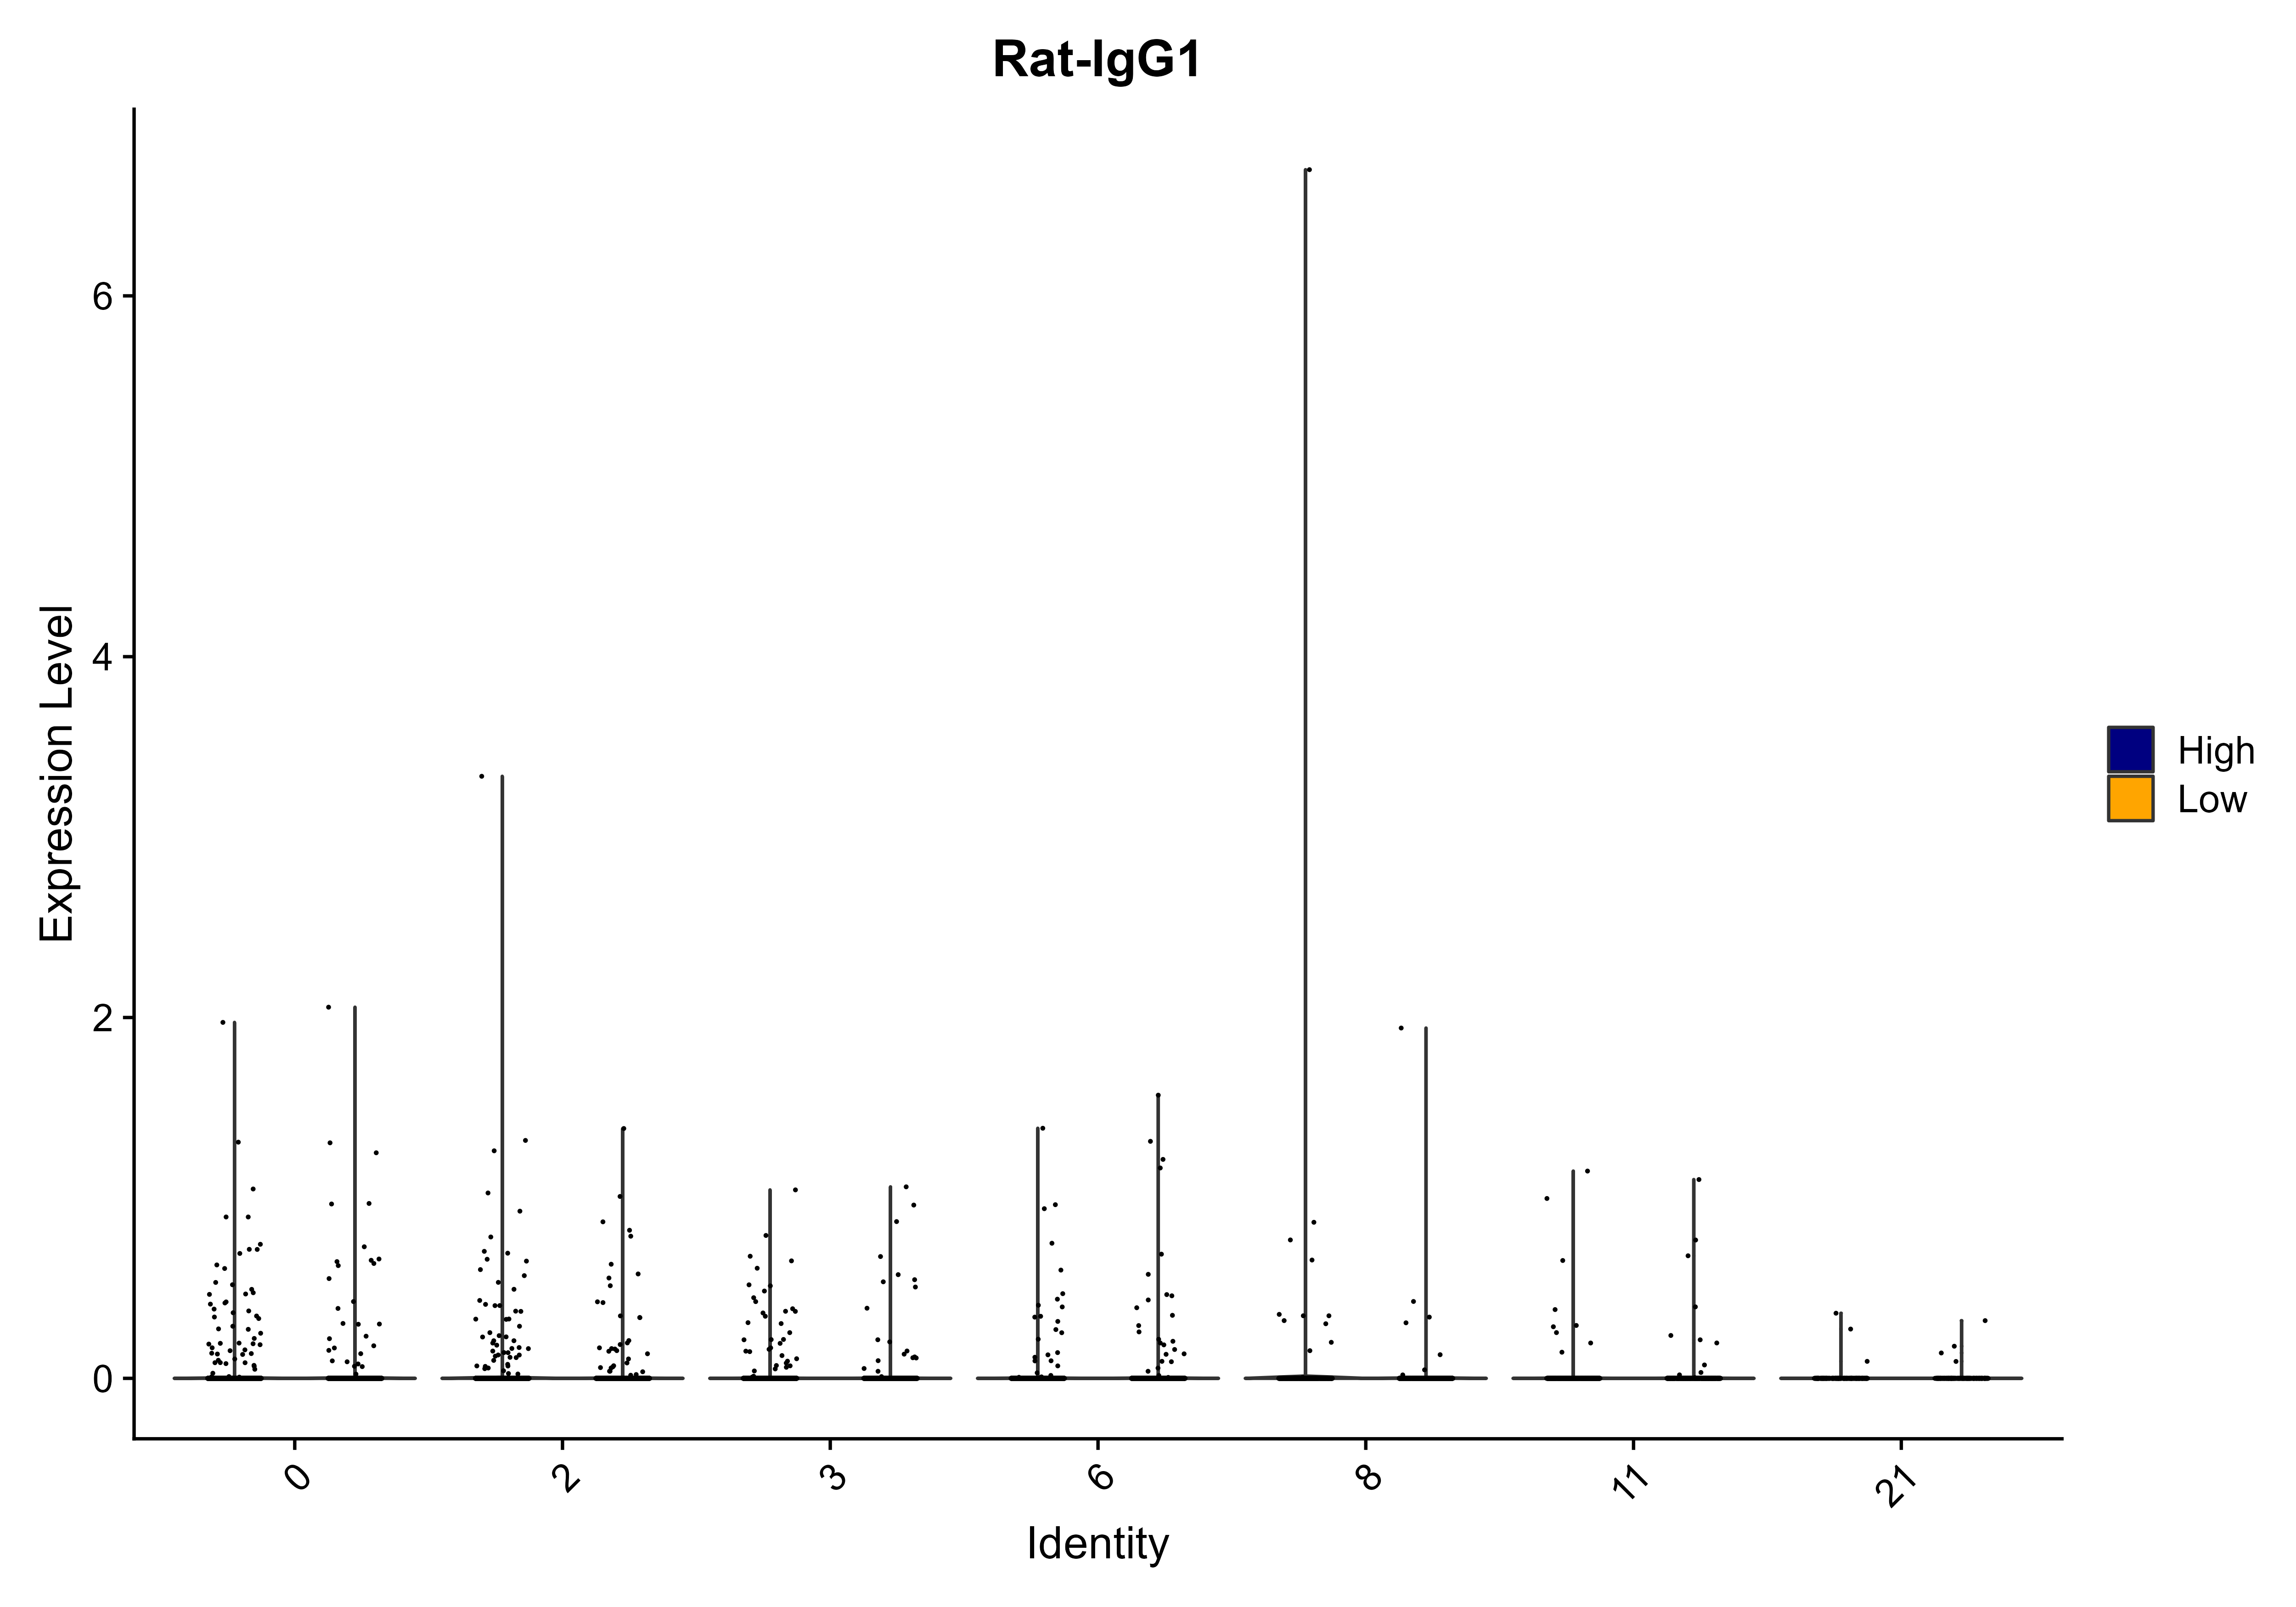 Rat-IgG1
Expression Level
6
4
2
0
0 2 3 6 8 11 21
Identity
High
Low